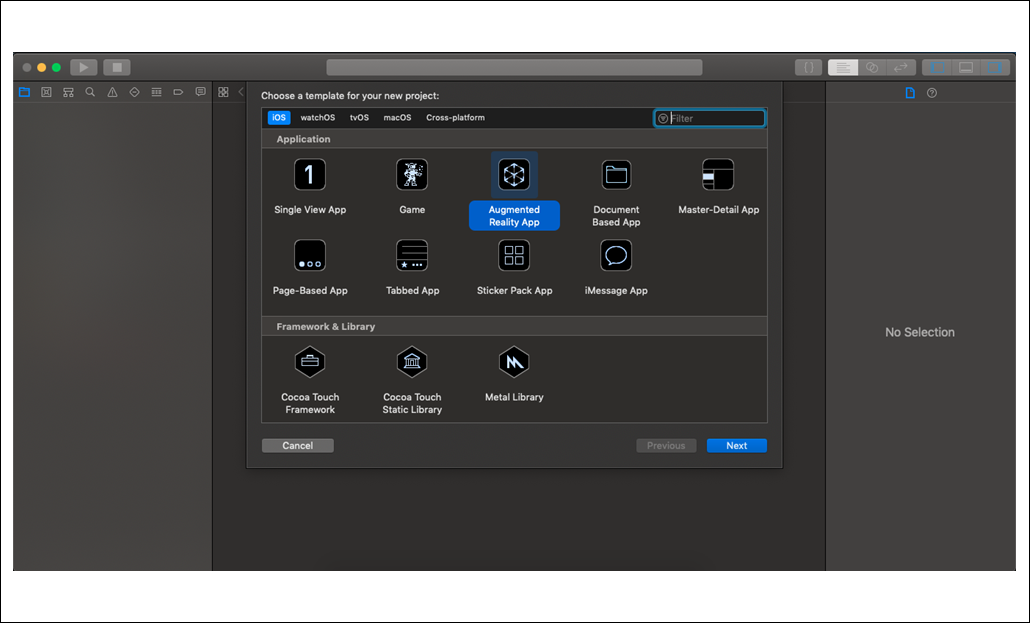 Choose a template for your new project:
iOS watchOS tvOS macOS Cross-platform Filter
Application
1
Single View App Game Augmented Reality App Document Based App Master-Detail App
Page-Based App Tabbed App Sticker Pack App iMessage App
Framework & Library
Cocoa Touch Framework Cocoa Touch Static Library Metal Library
No Selection
Cancel Previous Next